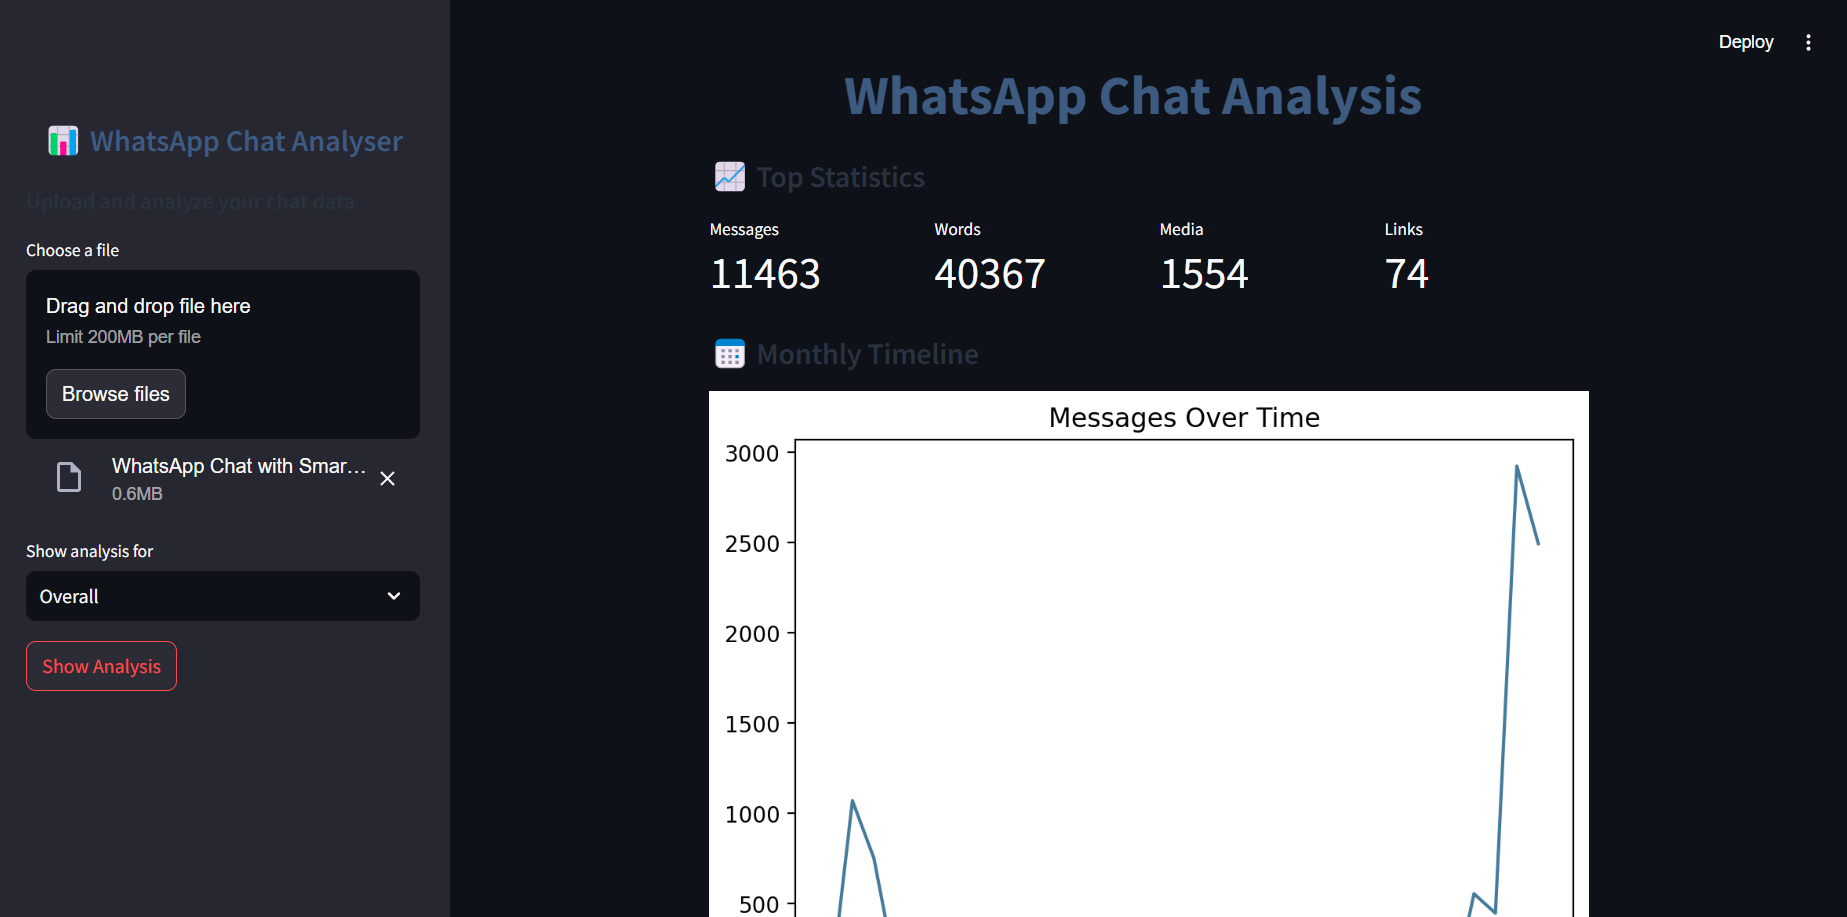 WhatsApp Chat Analyser
Upload and analyze your chat data
Choose a file
Drag and drop file here
Limit 200MB per file
Browse files
WhatsApp Chat with Smar...
0.6MB
Show analysis for
Overall
Show Analysis
Deploy
WhatsApp Chat Analysis
Top Statistics
Messages Words Media Links
11463 40367 1554 74
Monthly Timeline
Messages Over Time
3000
2500
2000
1500
1000
500